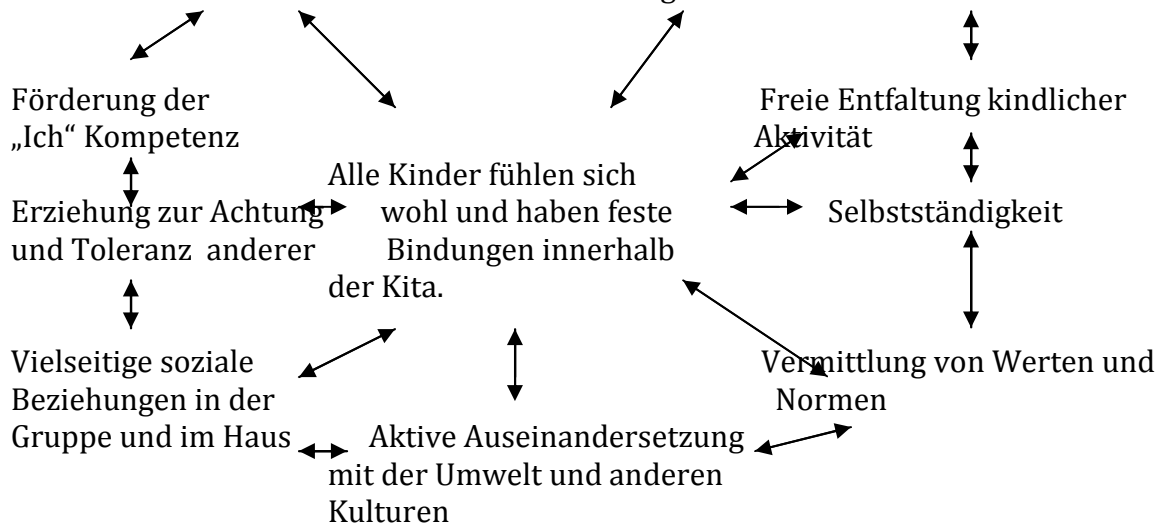 Förderung der
„Ich“ Kompetenz
Freie Entfaltung kindlicher
Aktivität
Alle Kinder fühlen sich
wohl und haben feste
Bindungen innerhalb
der Kita.
Erziehung zur Achtung
und Toleranz anderer
Selbstständigkeit
Vielseitige soziale
Beziehungen in der
Gruppe und im Haus
Vermittlung von Werten und
Normen
Aktive Auseinandersetzung
mit der Umwelt und anderen
Kulturen